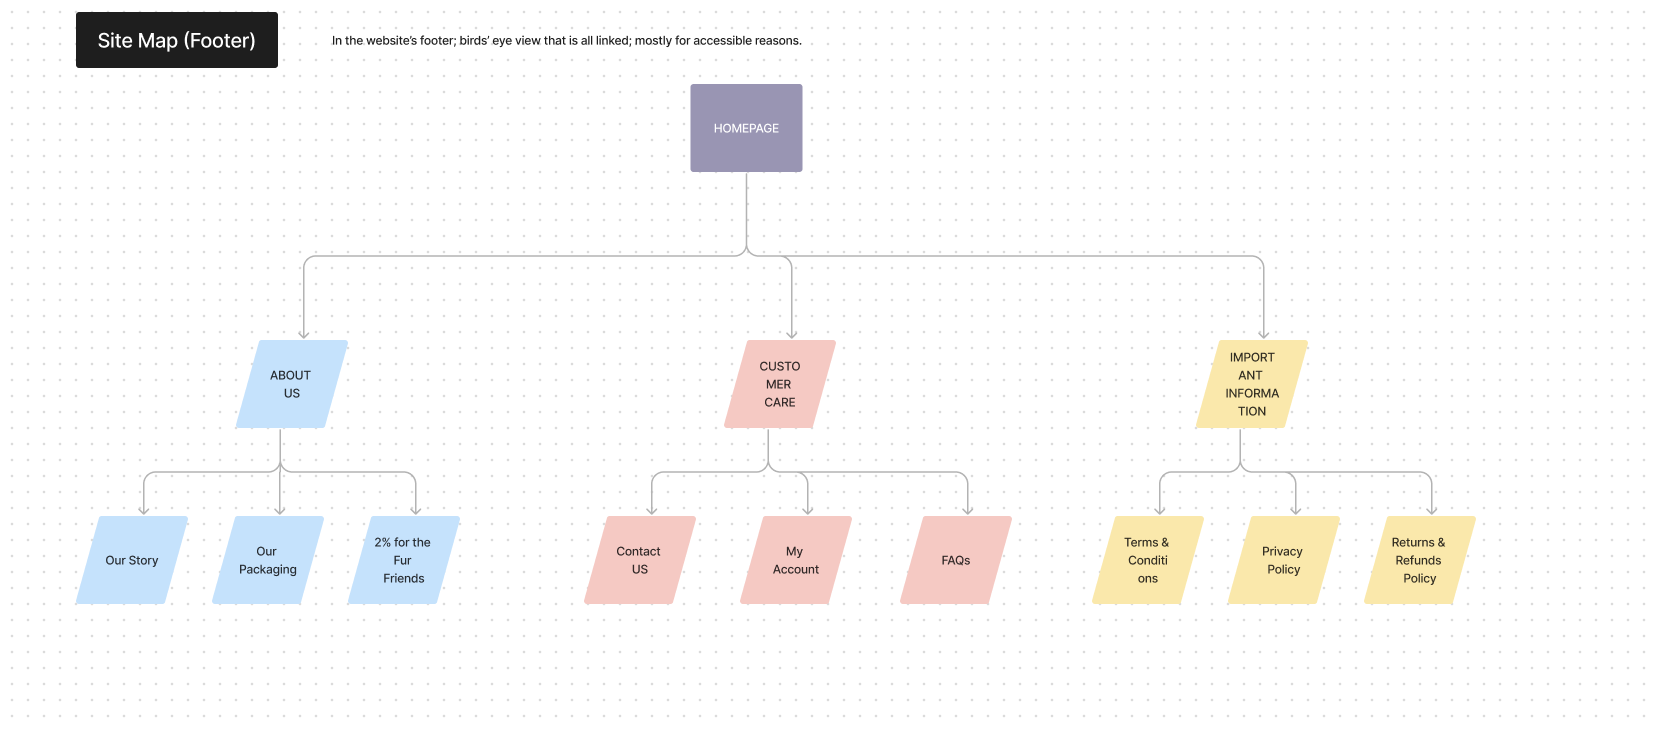 Site Map (Footer)
In the website’s footer; birds’ eye view that is all linked; mostly for accessible reasons.
HOMEPAGE
ABOUT
US
CUSTO
MER
CARE
IMPORT
ANT
INFORMA
TION
Our Story
Our
Packaging
2% for the
Fur
Friends
Contact
US
My
Account
FAQs
Terms &
Conditi
ons
Privacy
Policy
Returns &
Refunds
Policy